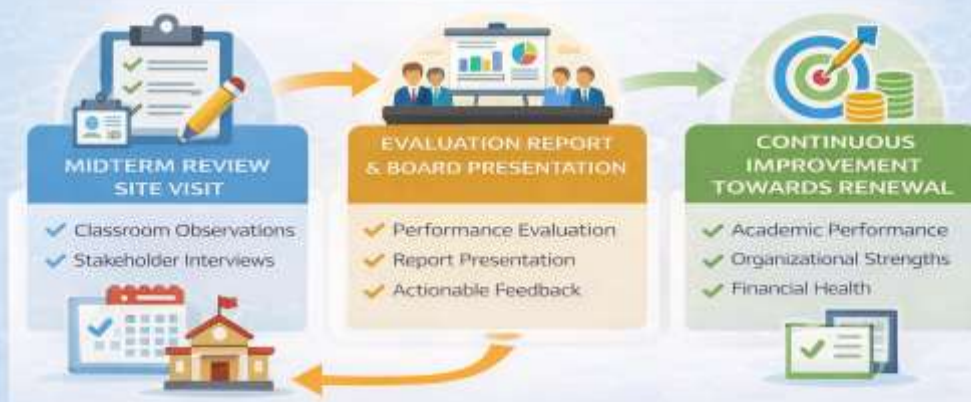 MIDTERM REVIEW
SITE VISIT
Classroom Observations
Stakeholder Interviews
EVALUATION REPORT
& BOARD PRESENTATION
Performance Evaluation
Report Presentation
Actionable Feedback
CONTINUOUS
IMPROVEMENT
TOWARDS RENEWAL
Academic Performance
Organizational Strengths
Financial Health